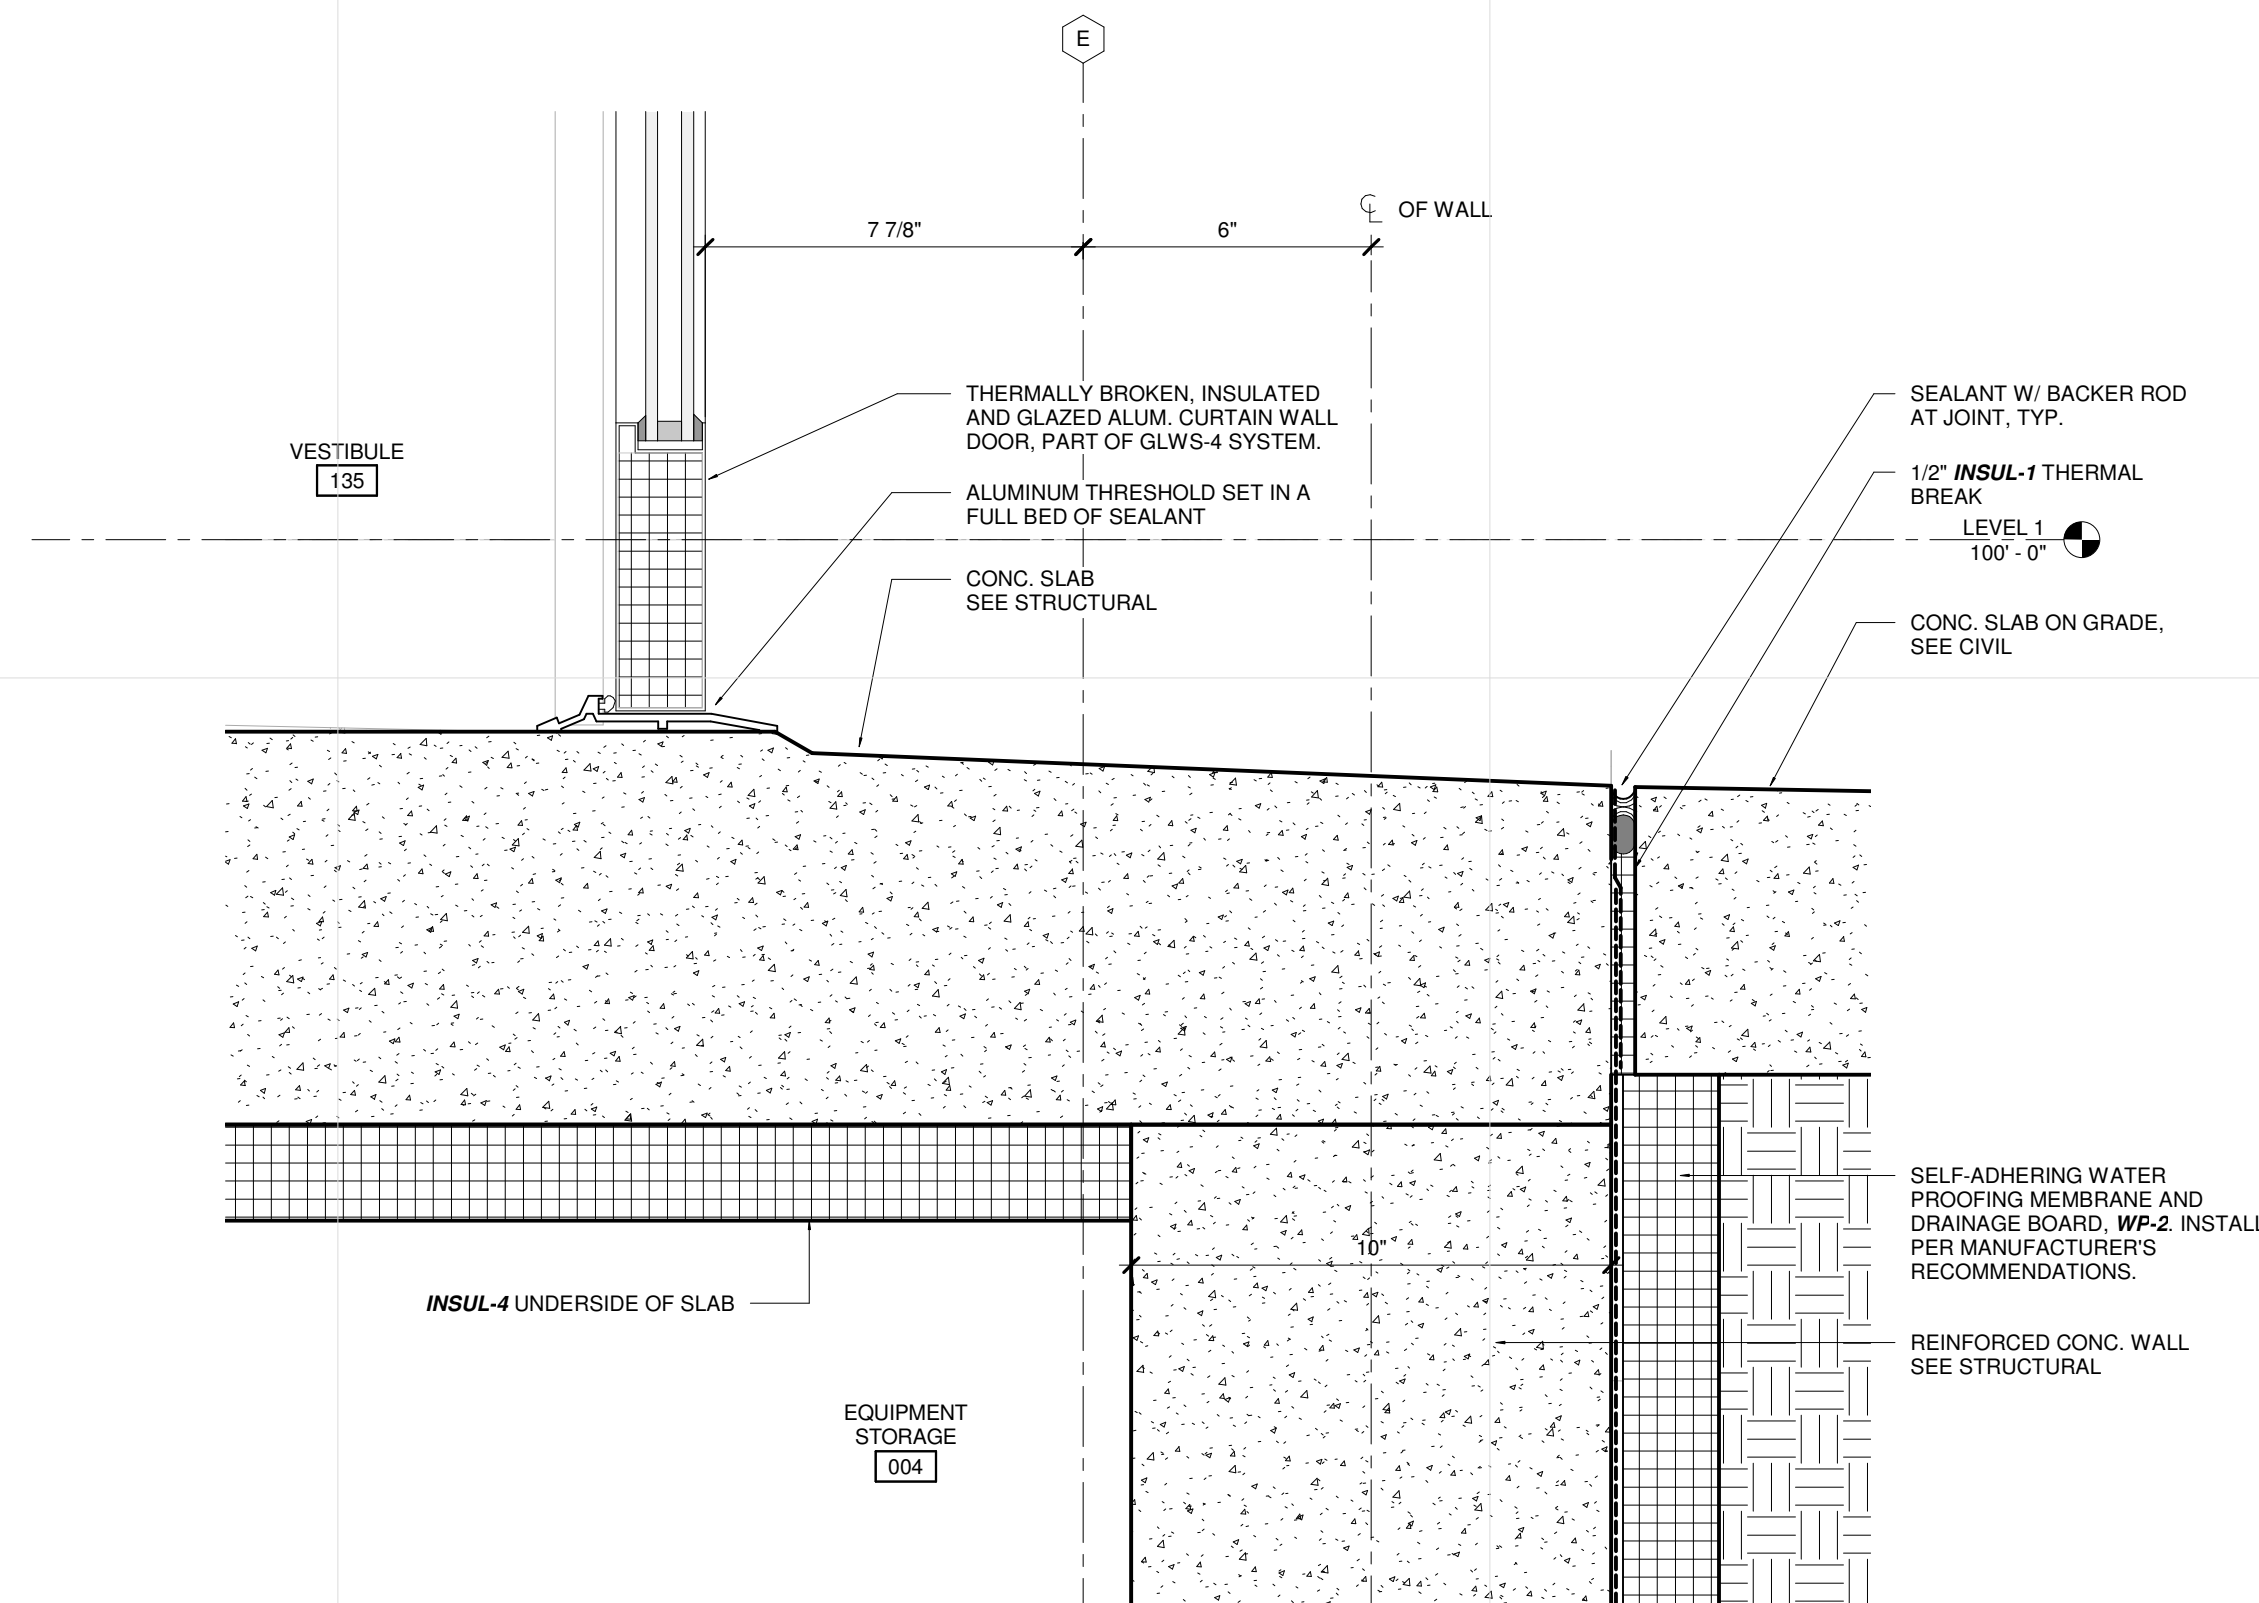 E
℄ OF WALL
7 7/8"
6"
THERMALLY BROKEN, INSULATED
AND GLAZED ALUM. CURTAIN WALL
DOOR, PART OF GLWS-4 SYSTEM.
SEALANT W/ BACKER ROD
AT JOINT, TYP.
VESTIBULE
135
1/2" INSUL-1 THERMAL
BREAK
ALUMINUM THRESHOLD SET IN A
FULL BED OF SEALANT
LEVEL 1
100' - 0"
CONC. SLAB
SEE STRUCTURAL
CONC. SLAB ON GRADE,
SEE CIVIL
SELF-ADHERING WATER
PROOFING MEMBRANE AND
DRAINAGE BOARD, WP-2. INSTALL
PER MANUFACTURER'S
RECOMMENDATIONS.
10"
INSUL-4 UNDERSIDE OF SLAB
REINFORCED CONC. WALL
SEE STRUCTURAL
EQUIPMENT
STORAGE
004